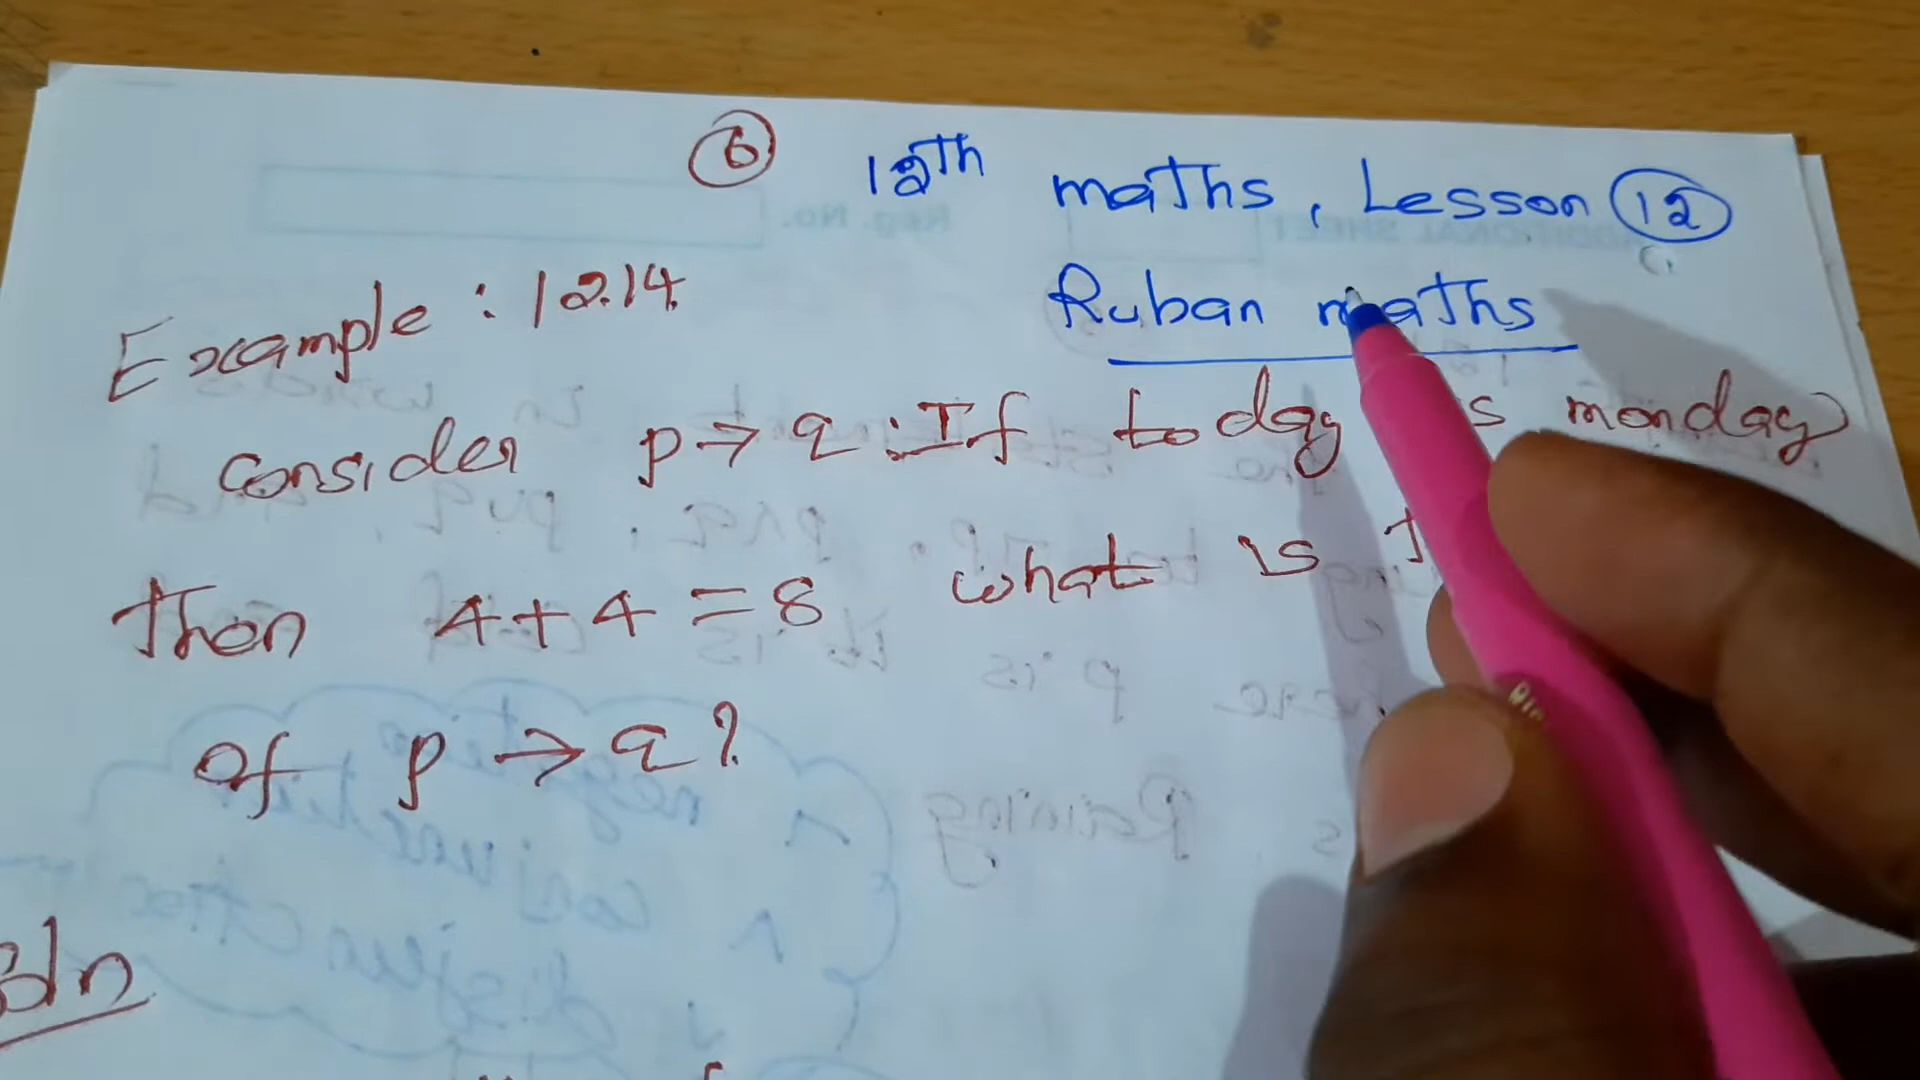 6 12th maths, Lesson 12
Example : 12.14
Ruban maths
consider p → q : If today is monday
then 4 + 4 = 8 what is
of p → q ?
Soln